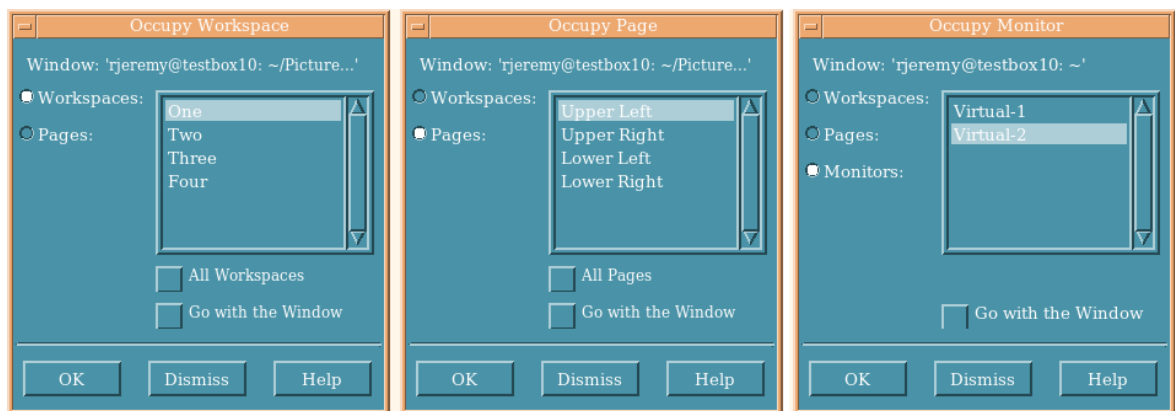 Occupy Workspace
Window: 'rjeremy@testbox10: ~/Picture...'
Workspaces:
Pages:
One
Two
Three
Four
All Workspaces
Go with the Window
OK
Dismiss
Help
Occupy Page
Window: 'rjeremy@testbox10: ~/Picture...'
Workspaces:
Pages:
Upper Left
Upper Right
Lower Left
Lower Right
All Pages
Go with the Window
OK
Dismiss
Help
Occupy Monitor
Window: 'rjeremy@testbox10: ~'
Workspaces:
Pages:
Monitors:
Virtual-1
Virtual-2
Go with the Window
OK
Dismiss
Help